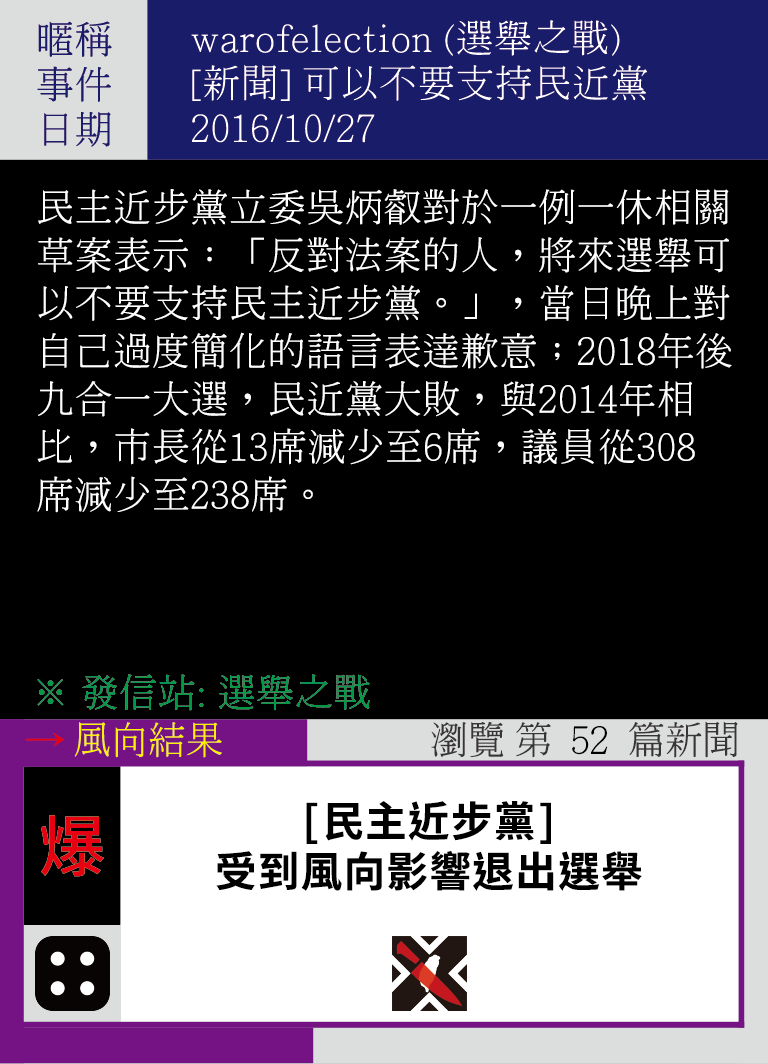 暱稱 warofelection (選舉之戰)
事件 [新聞] 可以不要支持民近黨
日期 2016/10/27
民主近步黨立委吳炳叡對於一例一休相關
草案表示：「反對法案的人，將來選舉可
以不要支持民主近步黨。」，當日晚上對
自己過度簡化的語言表達歉意；2018年後
九合一大選，民近黨大敗，與2014年相
比，市長從13席減少至6席，議員從308
席減少至238席。
※ 發信站: 選舉之戰
→ 風向結果 瀏覽 第 52 篇新聞
爆
[民主近步黨]
受到風向影響退出選舉